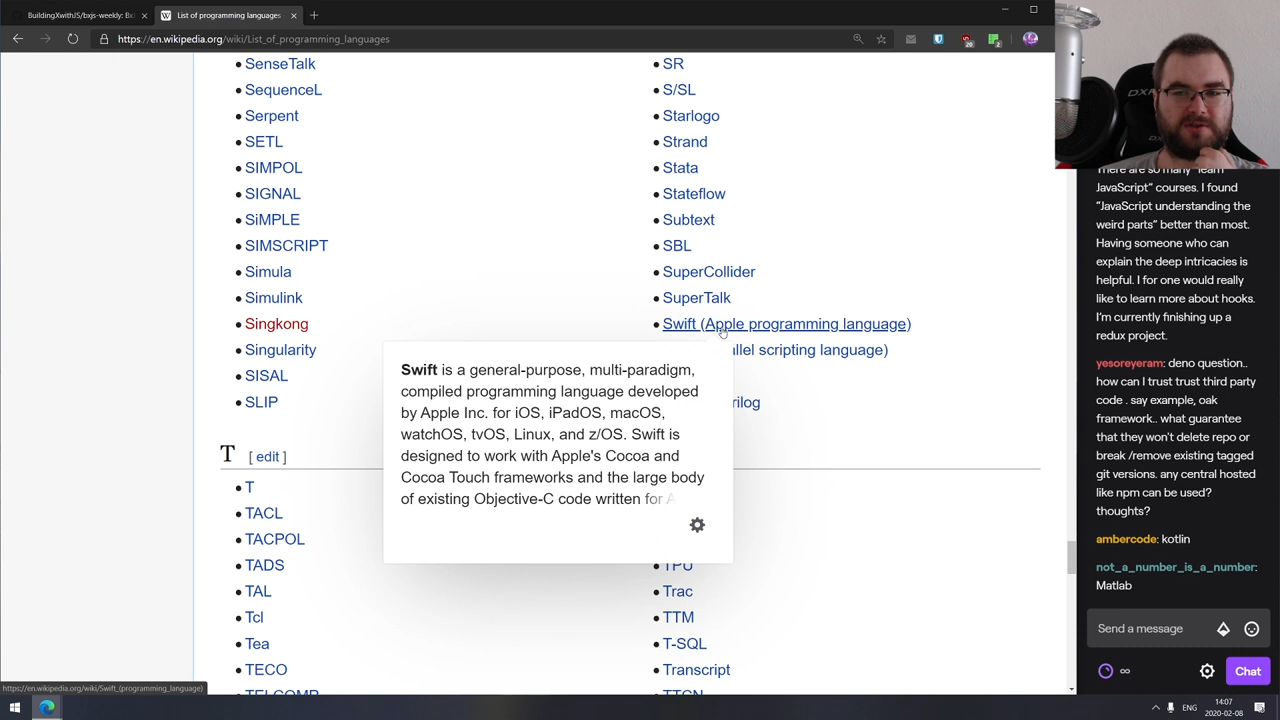 BuildingXwithJS/bxjs-weekly: Bx
List of programming languages
https://en.wikipedia.org/wiki/List_of_programming_languages
SenseTalk
SequenceL
Serpent
SETL
SIMPOL
SIGNAL
SiMPLE
SIMSCRIPT
Simula
Simulink
Singkong
Singularity
SISAL
SLIP
SR
S/SL
Starlogo
Strand
Stata
Stateflow
Subtext
SBL
SuperCollider
SuperTalk
Swift (Apple programming language)
allel scripting language)
rilog
Swift is a general-purpose, multi-paradigm,
compiled programming language developed
by Apple Inc. for iOS, iPadOS, macOS,
watchOS, tvOS, Linux, and z/OS. Swift is
designed to work with Apple's Cocoa and
Cocoa Touch frameworks and the large body
of existing Objective-C code written for A
T [ edit ]
T
TACL
TACPOL
TADS
TAL
Tcl
Tea
TECO
TELCOMP
TPU
Trac
TTM
T-SQL
Transcript
TTCN
There are so many "learn
JavaScript" courses. I found
"JavaScript understanding the
weird parts" better than most.
Having someone who can
explain the deep intricacies is
helpful. I for one would really
like to learn more about hooks.
I'm currently finishing up a
redux project.
yesoreyeram: deno question..
how can I trust trust third party
code . say example, oak
framework.. what guarantee
that they won't delete repo or
break /remove existing tagged
git versions. any central hosted
like npm can be used?
thoughts?
ambercode: kotlin
not_a_number_is_a_number:
Matlab
Send a message
∞
Chat
https://en.wikipedia.org/wiki/Swift_(programming_language)
ENG
14:07
2020-02-08